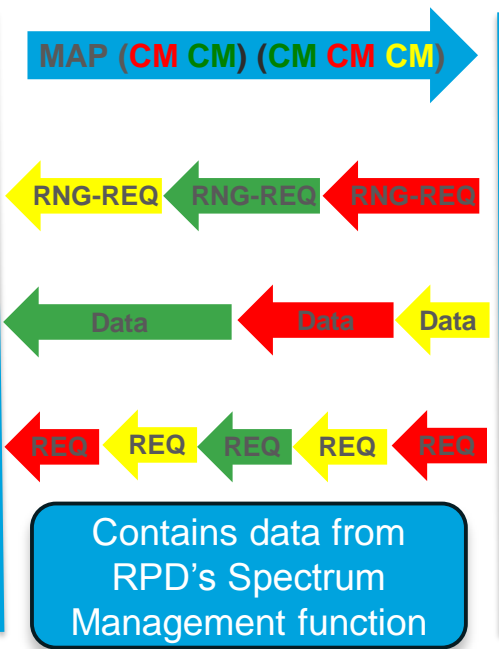 MAP (CM CM) (CM CM CM)
RNG-REQ RNG-REQ RNG-REQ
Data Data Data
REQ REQ REQ REQ REQ
Contains data from
RPD's Spectrum
Management function